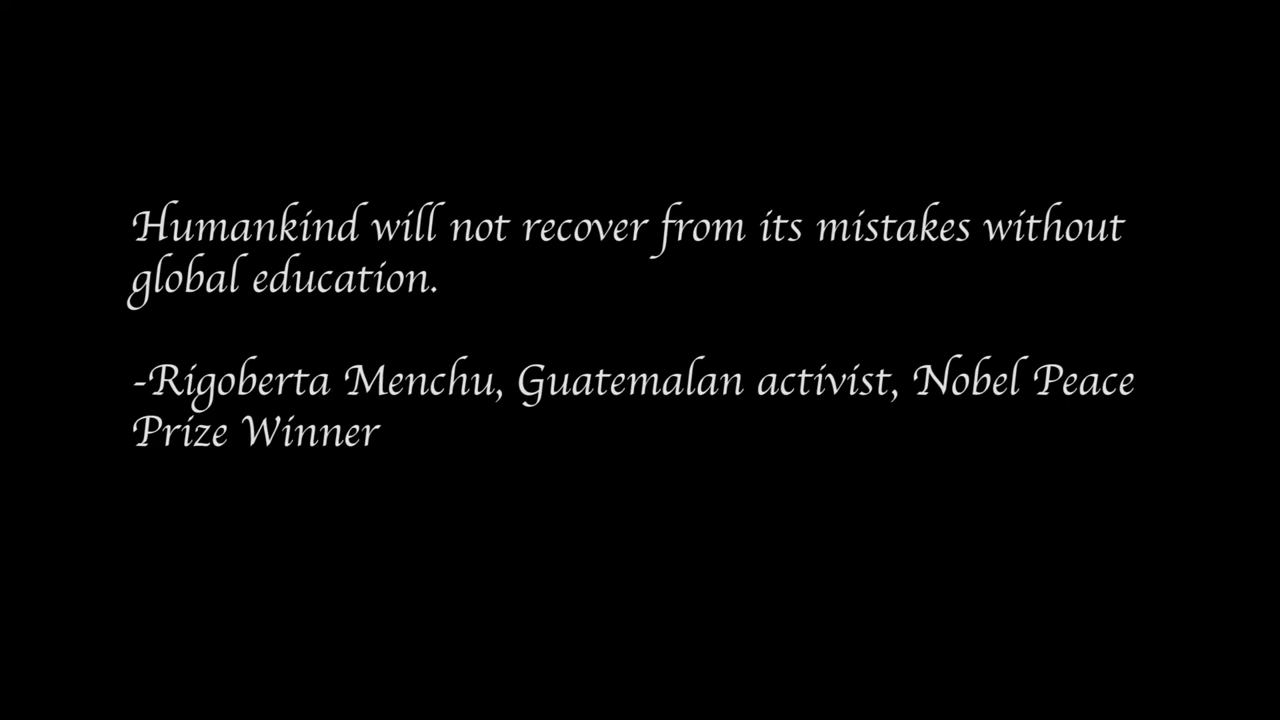 Humankind will not recover from its mistakes without
global education.
-Rigoberta Menchu, Guatemalan activist, Nobel Peace
Prize Winner